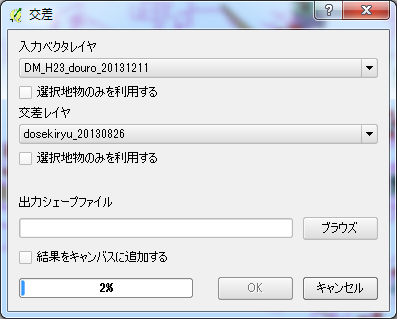 交差
入力ベクタレイヤ
DM_H23_douro_20131211
選択地物のみを利用する
交差レイヤ
dosekiryu_20130826
選択地物のみを利用する
出力シェープファイル
ブラウズ
結果をキャンバスに追加する
2%
OK
キャンセル